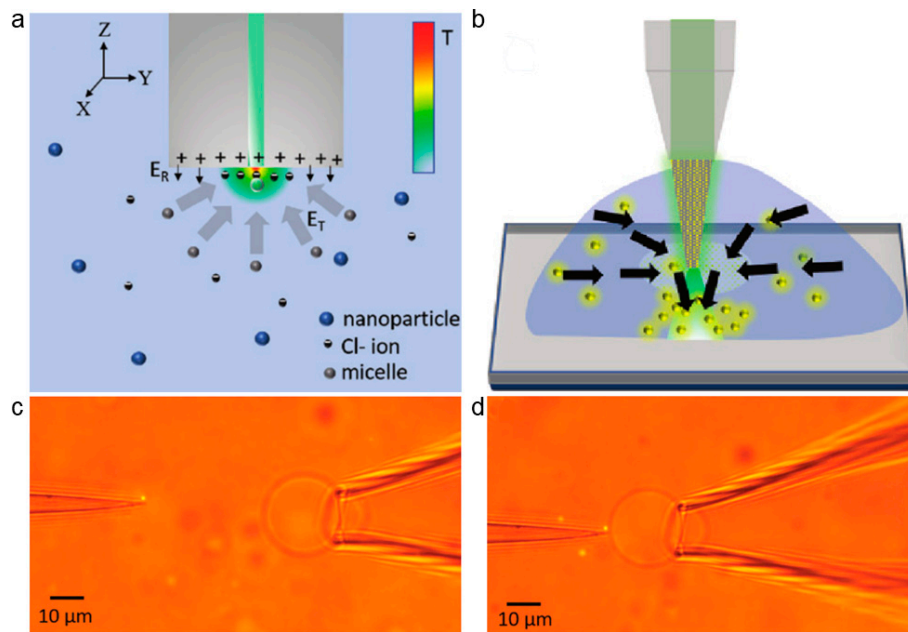 a
b
Z
Y
X
T
+ + + + + + + + +
E_R
E_T
nanoparticle
Cl- ion
micelle
c
d
10 µm
10 µm